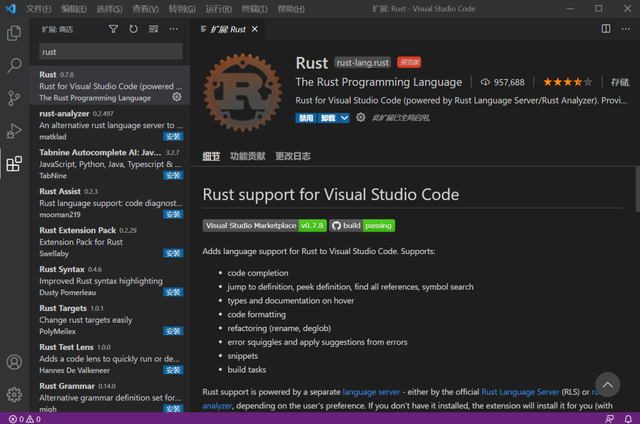 文件(F) 编辑(E) 选择(S) 查看(V) 转到(G) 运行(R) 终端(T) 帮助(H) 扩展: Rust - Visual Studio Code
扩展: 商店
rust
Rust 0.7.8
Rust for Visual Studio Code (powered ...
The Rust Programming Language
rust-analyzer 0.2.497
An alternative rust language server to ...
matklad 安装
Tabnine Autocomplete AI: Jav... 3.2.7
JavaScript, Python, Java, Typescript & ...
TabNine 安装
Rust Assist 0.2.3
Rust language support: code diagnost...
mooman219 安装
Rust Extension Pack 0.2.29
Extension Pack for Rust
Swellaby 安装
Rust Syntax 0.4.6
Improved Rust syntax highlighting
Dusty Pomerleau 安装
Rust Targets 1.0.1
Change rust targets easily
PolyMeilex 安装
Rust Test Lens 1.0.0
Adds a code lens to quickly run or de...
Hannes De Valkeneer 安装
Rust Grammar 0.14.0
Alternative grammar definition set for...
migh 安装
扩展: Rust
Rust rust-lang.rust 预览版
The Rust Programming Language 957,688 存储
Rust for Visual Studio Code (powered by Rust Language Server/Rust Analyzer). Provi...
禁用 卸载 此扩展已全局启用。
细节 功能贡献 更改日志
Rust support for Visual Studio Code
Visual Studio Marketplace v0.7.8 build passing
Adds language support for Rust to Visual Studio Code. Supports:
code completion
jump to definition, peek definition, find all references, symbol search
types and documentation on hover
code formatting
refactoring (rename, deglob)
error squiggles and apply suggestions from errors
snippets
build tasks
Rust support is powered by a separate language server - either by the official Rust Language Server (RLS) or
analyzer, depending on the user's preference. If you don't have it installed, the extension will install it for you (with
0 0